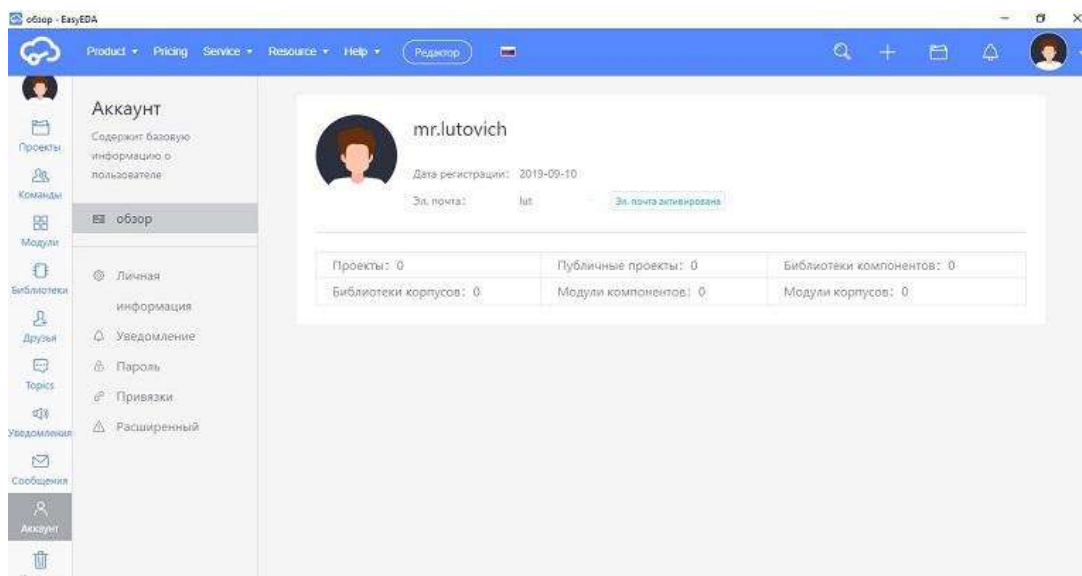 обзор - EasyEDA
Product Pricing Service Resource Help Редактор
Проекты
Команды
Модули
Библиотеки
Друзья
Topics
Уведомления
Сообщения
Аккаунт
Аккаунт
Содержит базовую
информацию о
пользователе
обзор
Личная
информация
Уведомление
Пароль
Привязки
Расширенный
mr.lutovich
Дата регистрации: 2019-09-10
Эл. почта: lut Эл. почта активирована
Проекты: 0 Публичные проекты: 0 Библиотеки компонентов: 0
Библиотеки корпусов: 0 Модули компонентов: 0 Модули корпусов: 0